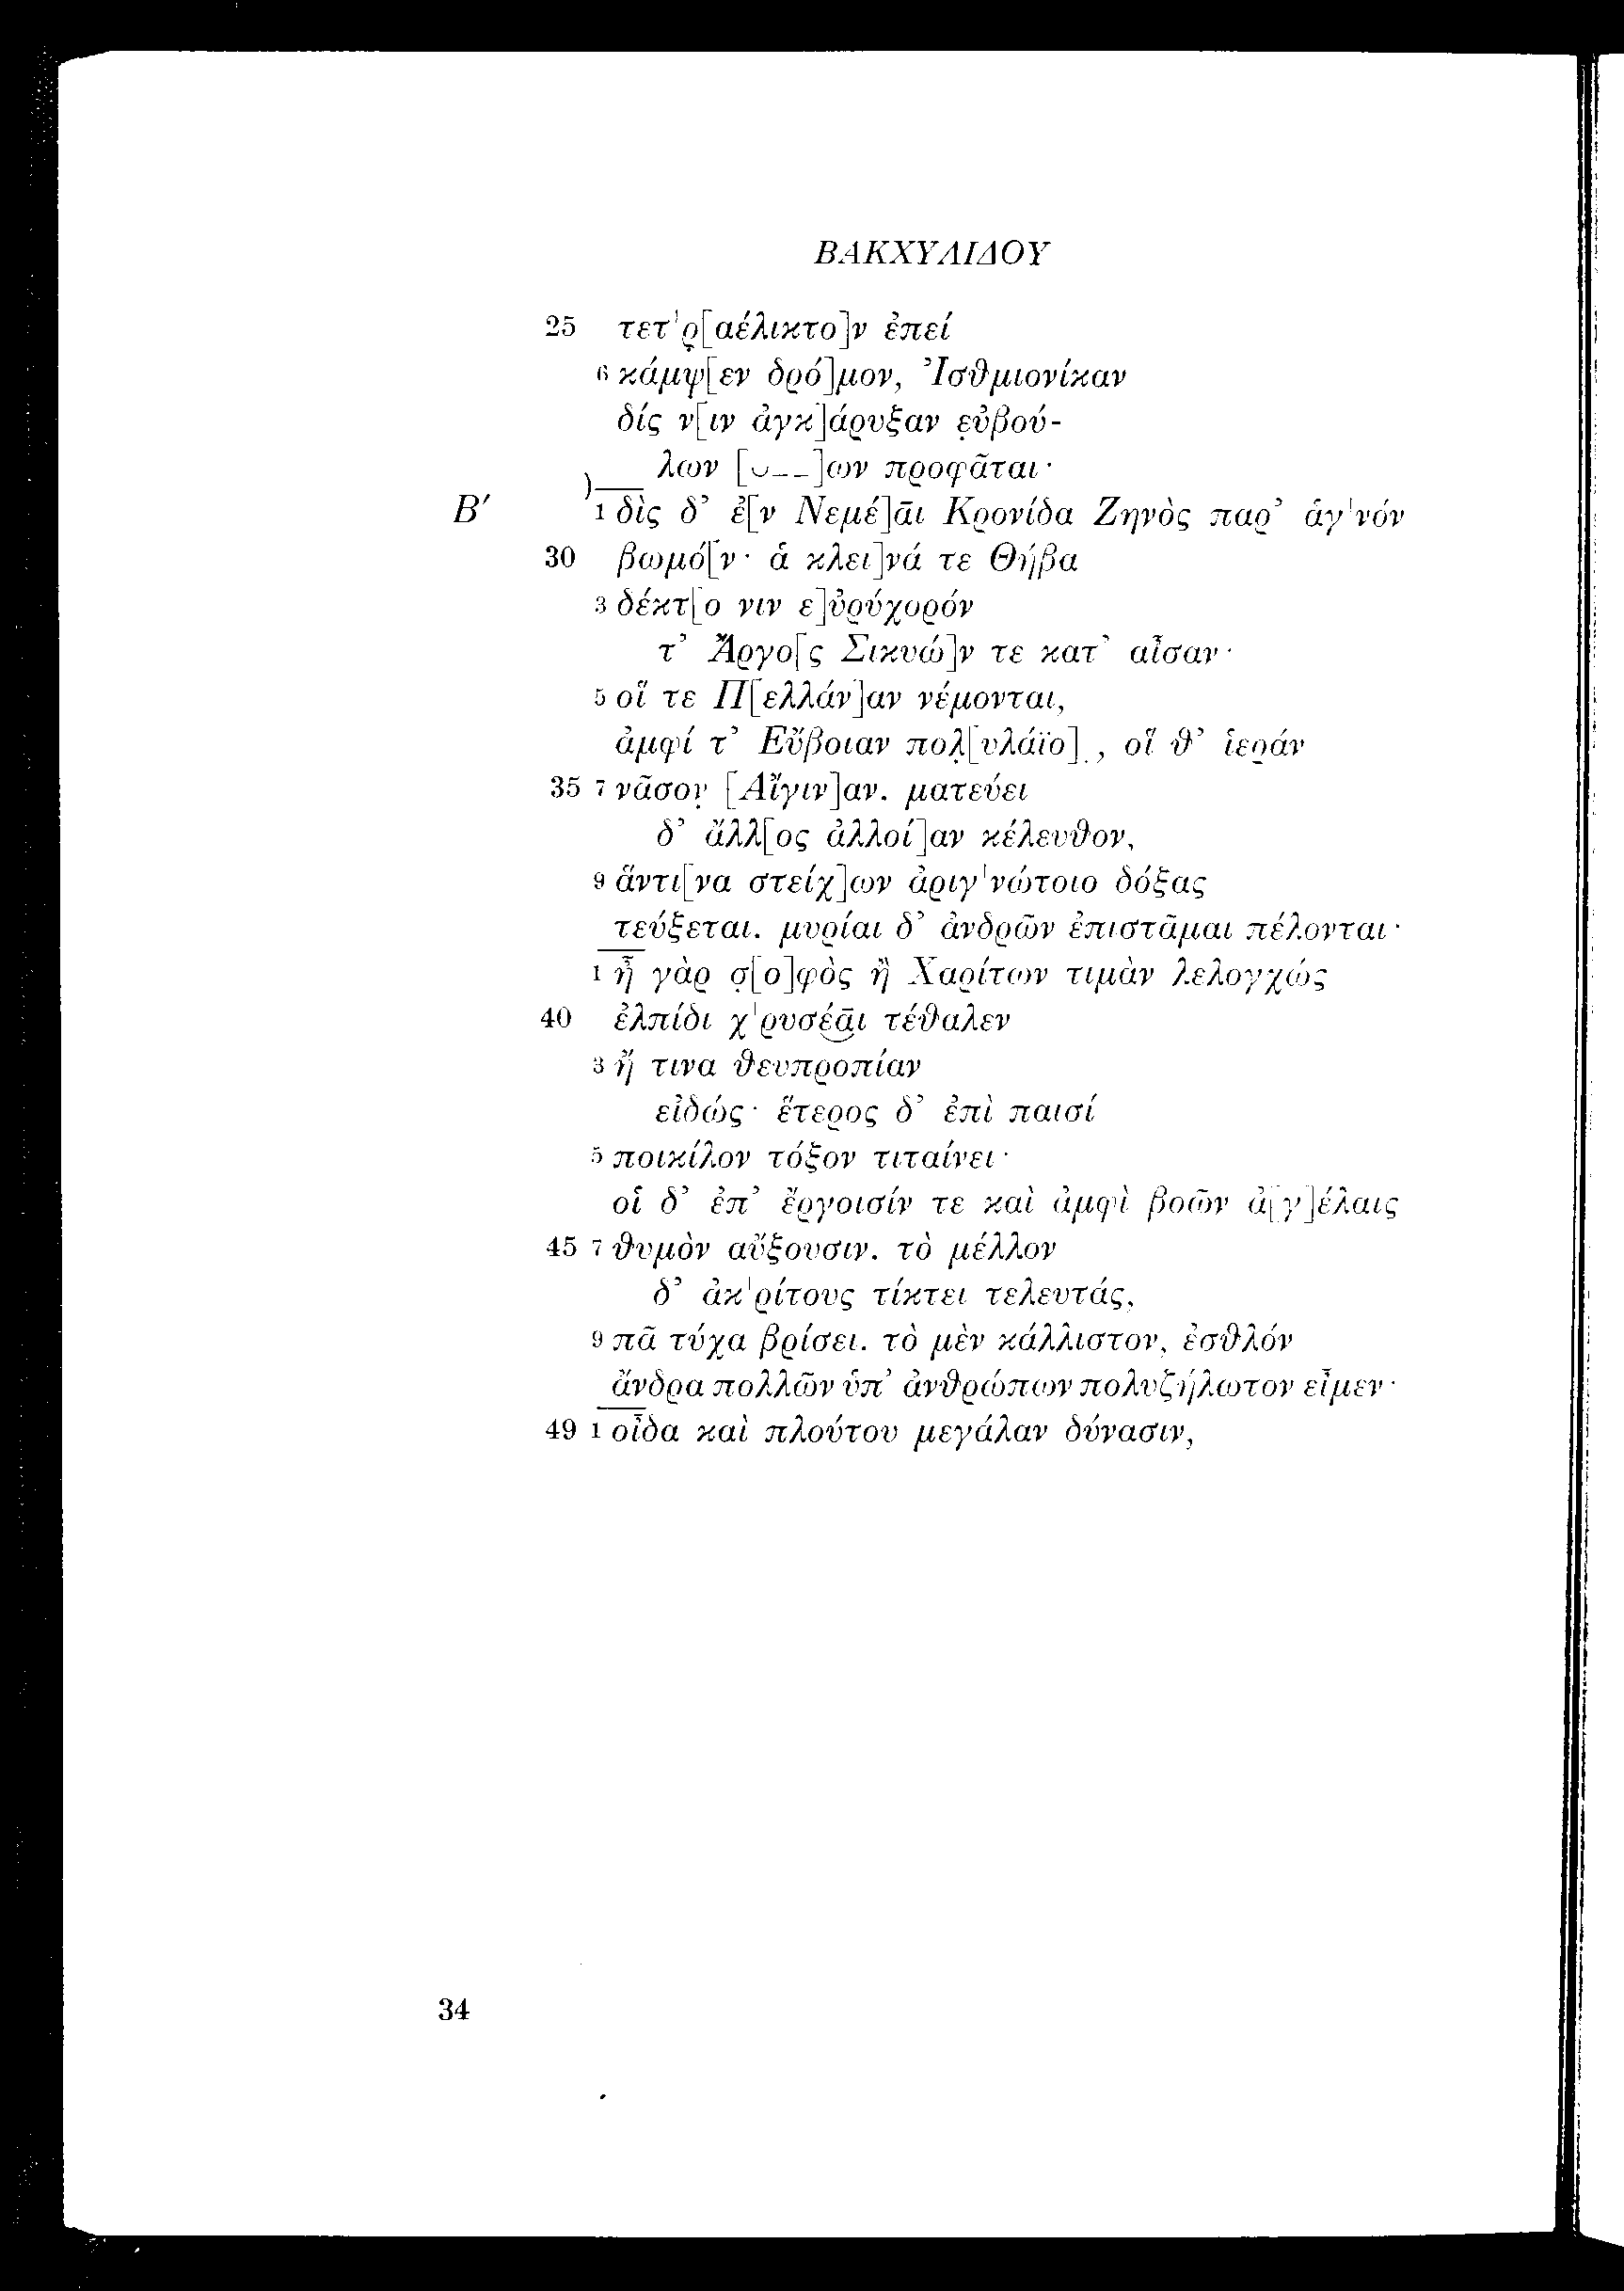 ΒΑΚΧΥΛΙΔΟΥ
25 τετ'ρ̣[αέλικτο]ν ἐπεί
6 κάμψ[εν δρό]μον, Ἰσθμιονίκαν
δίς ν[ιν ἀγκ]άρυξαν ε̣ὐβού-
λων [⏑––]ων προφᾶται·
Β′ 1 δὶς δ’ ἐ[ν Νεμέ]ᾱι Κρονίδα Ζηνὸς παρ’ ἁγ'νόν
30 βωμό[ν· ἁ κλει]νά τε Θήβα
3 δέκτ[ο νιν ε]ὐρύχορόν
τ’ Ἄργο[ς Σικυώ]ν τε κατ’ αἶσαν·
5 οἵ τε Π[ελλάν]αν νέμονται,
ἀμφί τ’ Εὔβοιαν πολ̣[υλάϊο]., οἵ θ’ ἱεράν
35 7 νᾶσον̣ [Αἴγιν]αν. ματεύει
δ’ ἄλλ[ος ἀλλοί]αν κέλευθον,
9 ἅντι[να στείχ]ων ἀριγ'νώτοιο δόξας
τεύξεται. μυρίαι δ’ ἀνδρῶν ἐπιστᾶμαι πέλονται·
1 ἦ γὰρ σ̣[ο]φὸς ἢ Χαρίτων τιμὰν λελογχώς
40 ἐλπίδι χ'ρυσέ͜ᾱι τέθαλεν
3 ἤ τινα θευπροπίαν
εἰδώς· ἕτερος δ’ ἐπὶ παισί
5 ποικίλον τόξον τιταίνει·
οἱ δ’ ἐπ’ ἔργοισίν τε καὶ ἀμφὶ βοῶν ἀ[γ]έλαις
45 7 θυμὸν αὔξουσιν. τὸ μέλλον
δ’ ἀκ'ρίτους τίκτει τελευτάς,
9 πᾶ τύχα βρίσει. τὸ μὲν κάλλιστον, ἐσθλόν
ἄνδρα πολλῶν ὑπ’ ἀνθρώπων πολυζήλωτον εἶμεν·
49 1 οἶδα καὶ πλούτου μεγάλαν δύνασιν,
34